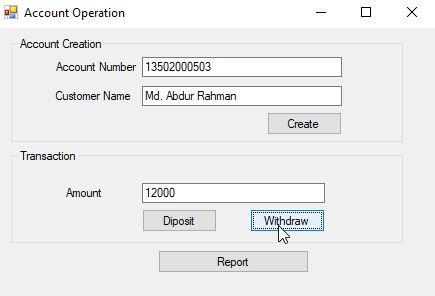 Account Operation
Account Creation
Account Number 13502000503
Customer Name Md. Abdur Rahman
Create
Transaction
Amount 12000
Diposit Withdraw
Report